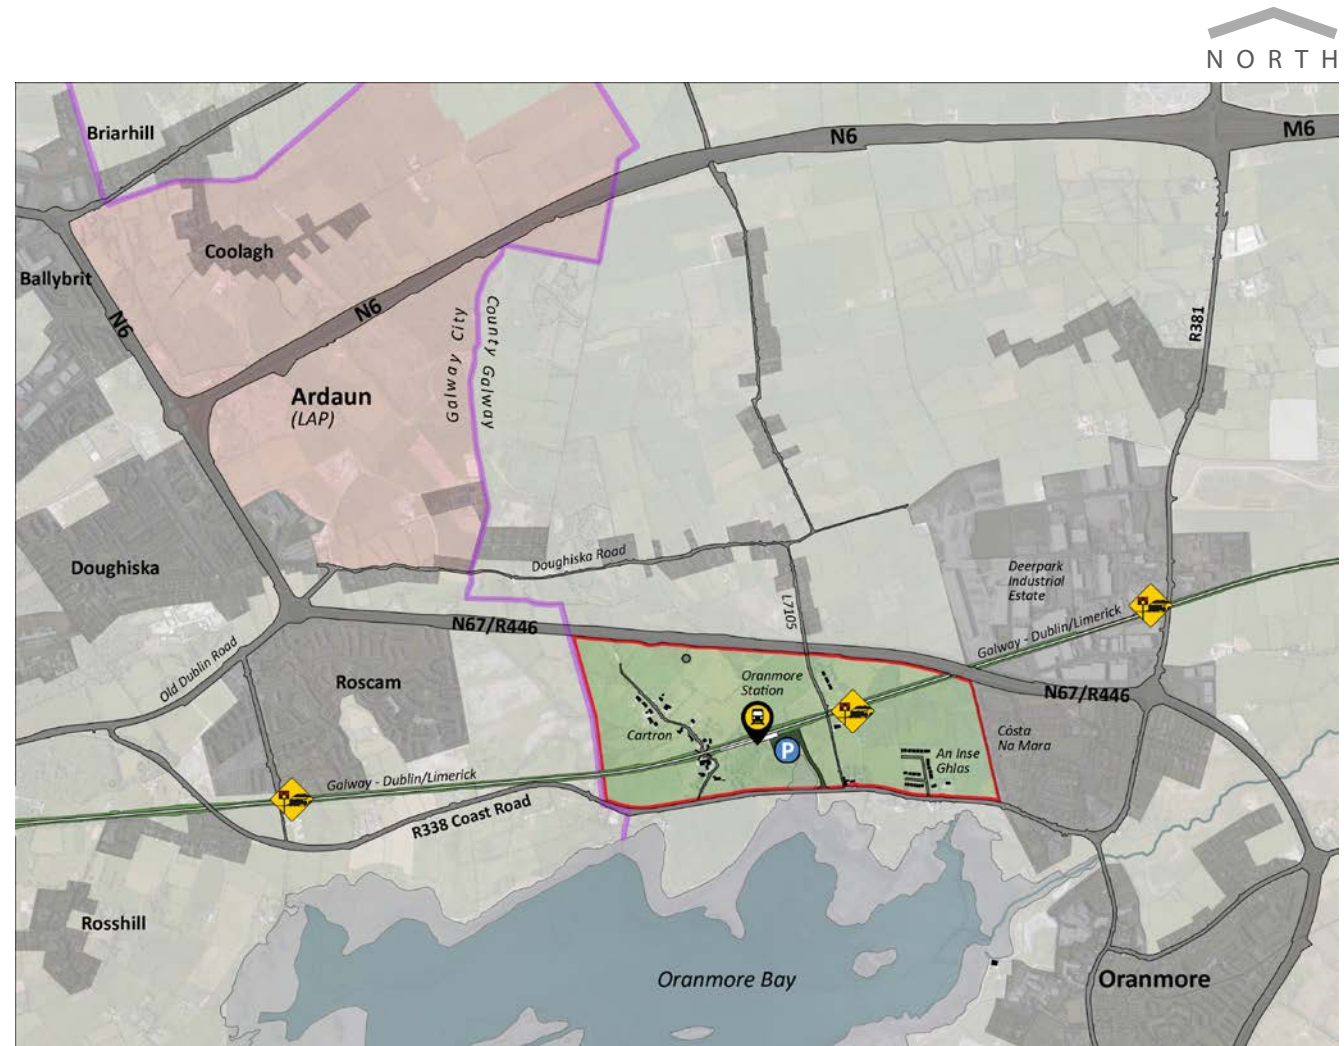 NORTH
Briarhill
N6
M6
Coolagh
Ballybrit
N6
N6
R381
Galway City
County Galway
Ardaun
(LAP)
Doughiska Road
Doughiska
Deerpark
Industrial
Estate
L7105
N67/R446
Galway - Dublin/Limerick
Old Dublin Road
Roscam
Oranmore
Station
N67/R446
Cartron
P
An Inse
Ghlas
Cósta
Na Mara
Galway - Dublin/Limerick
R338 Coast Road
Rosshill
Oranmore Bay
Oranmore